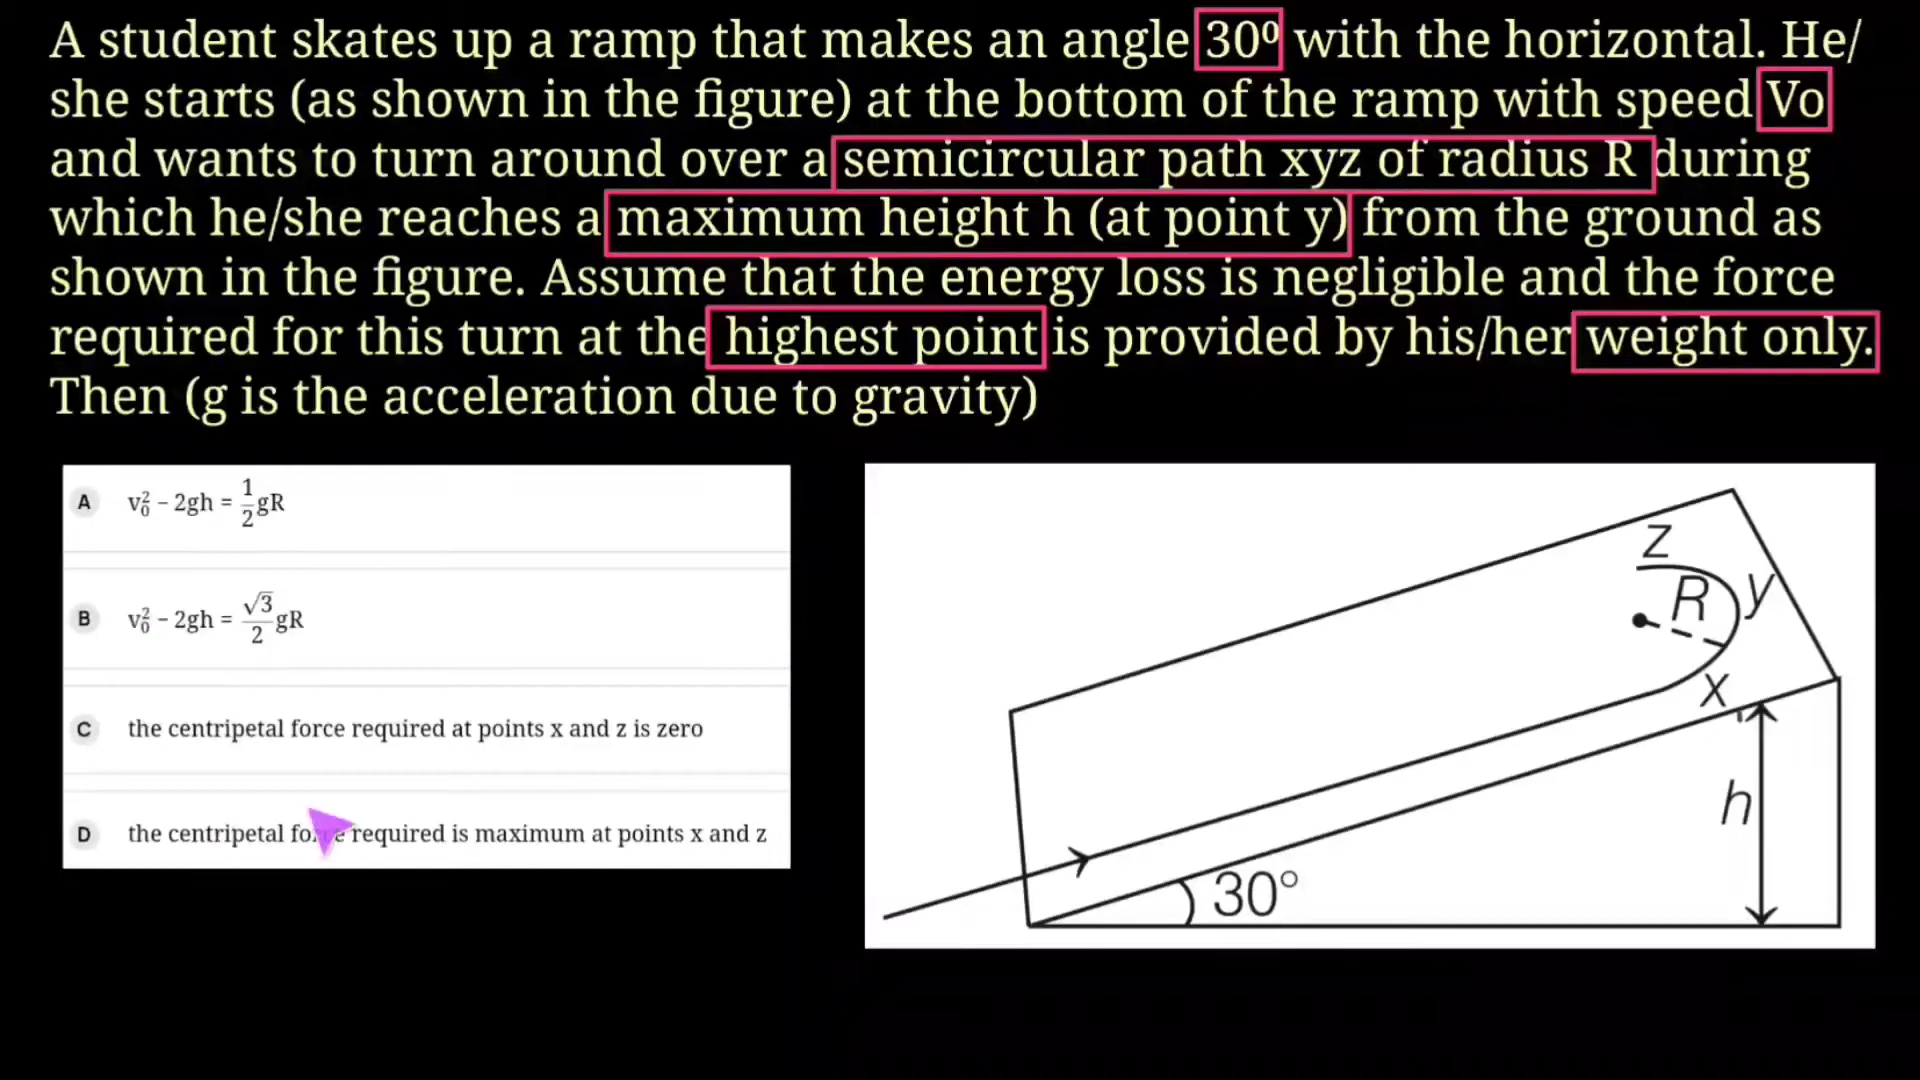 A student skates up a ramp that makes an angle 30º with the horizontal. He/
she starts (as shown in the figure) at the bottom of the ramp with speed Vo
and wants to turn around over a semicircular path xyz of radius R during
which he/she reaches a maximum height h (at point y) from the ground as
shown in the figure. Assume that the energy loss is negligible and the force
required for this turn at the highest point is provided by his/her weight only.
Then (g is the acceleration due to gravity)
A v₀² – 2gh = 1/2 gR
B v₀² – 2gh = √3/2 gR
C the centripetal force required at points x and z is zero
D the centripetal force required is maximum at points x and z
z
R
y
x
h
30°